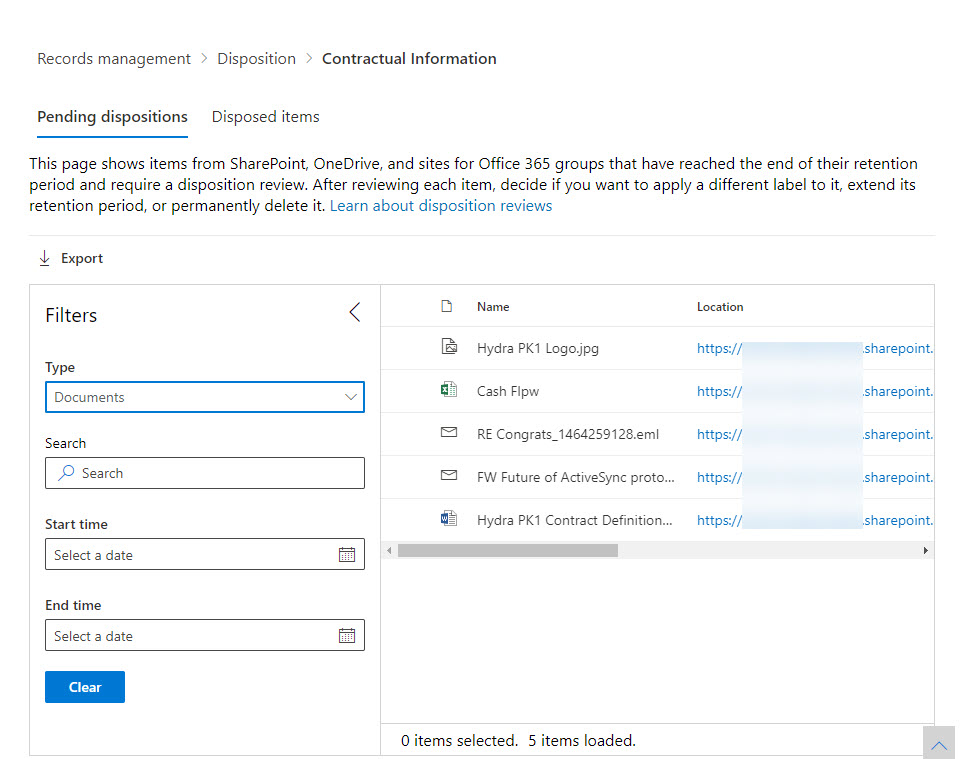 Records management > Disposition > Contractual Information
Pending dispositions Disposed items
This page shows items from SharePoint, OneDrive, and sites for Office 365 groups that have reached the end of their retention
period and require a disposition review. After reviewing each item, decide if you want to apply a different label to it, extend its
retention period, or permanently delete it. Learn about disposition reviews
Export
Filters
Type
Documents
Search
Search
Start time
Select a date
End time
Select a date
Clear
Name Location
Hydra PK1 Logo.jpg https:// .sharepoint.
Cash Flpw https:// .sharepoint.
RE Congrats_1464259128.eml https:// .sharepoint.
FW Future of ActiveSync proto... https:// .sharepoint.
Hydra PK1 Contract Definition... https:// .sharepoint.
0 items selected. 5 items loaded.